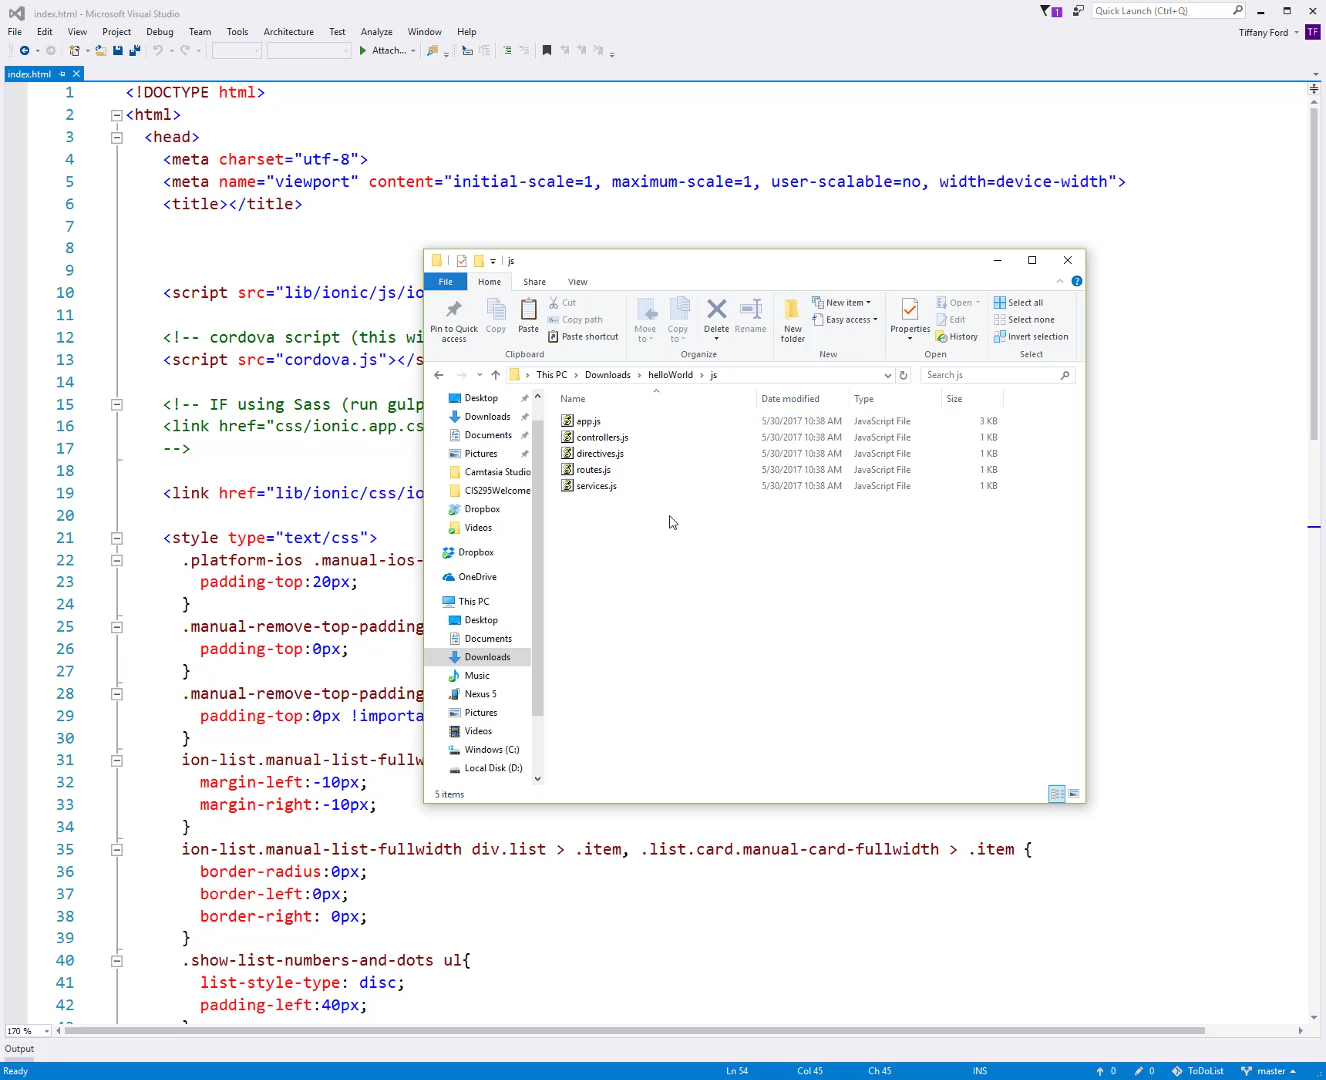 index.html - Microsoft Visual Studio
1
Quick Launch (Ctrl+Q)
File Edit View Project Debug Team Tools Architecture Test Analyze Window Help
Tiffany Ford TF
Attach...
index.html
1 <!DOCTYPE html>
2 <html>
3 <head>
4 <meta charset="utf-8">
5 <meta name="viewport" content="initial-scale=1, maximum-scale=1, user-scalable=no, width=device-width">
6 <title></title>
7
8
9
10 <script src="lib/ionic/js/io
11
12 <!-- cordova script (this wi
13 <script src="cordova.js"></s
14
15 <!-- IF using Sass (run gulp
16 <link href="css/ionic.app.cs
17 -->
18
19 <link href="lib/ionic/css/io
20
21 <style type="text/css">
22 .platform-ios .manual-ios-
23 padding-top:20px;
24 }
25 .manual-remove-top-padding
26 padding-top:0px;
27 }
28 .manual-remove-top-padding
29 padding-top:0px !importa
30 }
31 ion-list.manual-list-fullw
32 margin-left:-10px;
33 margin-right:-10px;
34 }
35 ion-list.manual-list-fullwidth div.list > .item, .list.card.manual-card-fullwidth > .item {
36 border-radius:0px;
37 border-left:0px;
38 border-right: 0px;
39 }
40 .show-list-numbers-and-dots ul{
41 list-style-type: disc;
42 padding-left:40px;
js
File Home Share View
Pin to Quick access
Copy
Paste
Cut
Copy path
Paste shortcut
Clipboard
Move to
Copy to
Delete
Rename
Organize
New folder
New item
Easy access
New
Properties
Open
Edit
History
Open
Select all
Select none
Invert selection
Select
This PC > Downloads > helloWorld > js
Search js
Desktop
Downloads
Documents
Pictures
Camtasia Studio
CIS295Welcome
Dropbox
Videos
Dropbox
OneDrive
This PC
Desktop
Documents
Downloads
Music
Nexus 5
Pictures
Videos
Windows (C:)
Local Disk (D:)
Name Date modified Type Size
app.js 5/30/2017 10:38 AM JavaScript File 3 KB
controllers.js 5/30/2017 10:38 AM JavaScript File 1 KB
directives.js 5/30/2017 10:38 AM JavaScript File 1 KB
routes.js 5/30/2017 10:38 AM JavaScript File 1 KB
services.js 5/30/2017 10:38 AM JavaScript File 1 KB
5 items
170 %
Output
Ready Ln 54 Col 45 Ch 45 INS 0 0 ToDoList master